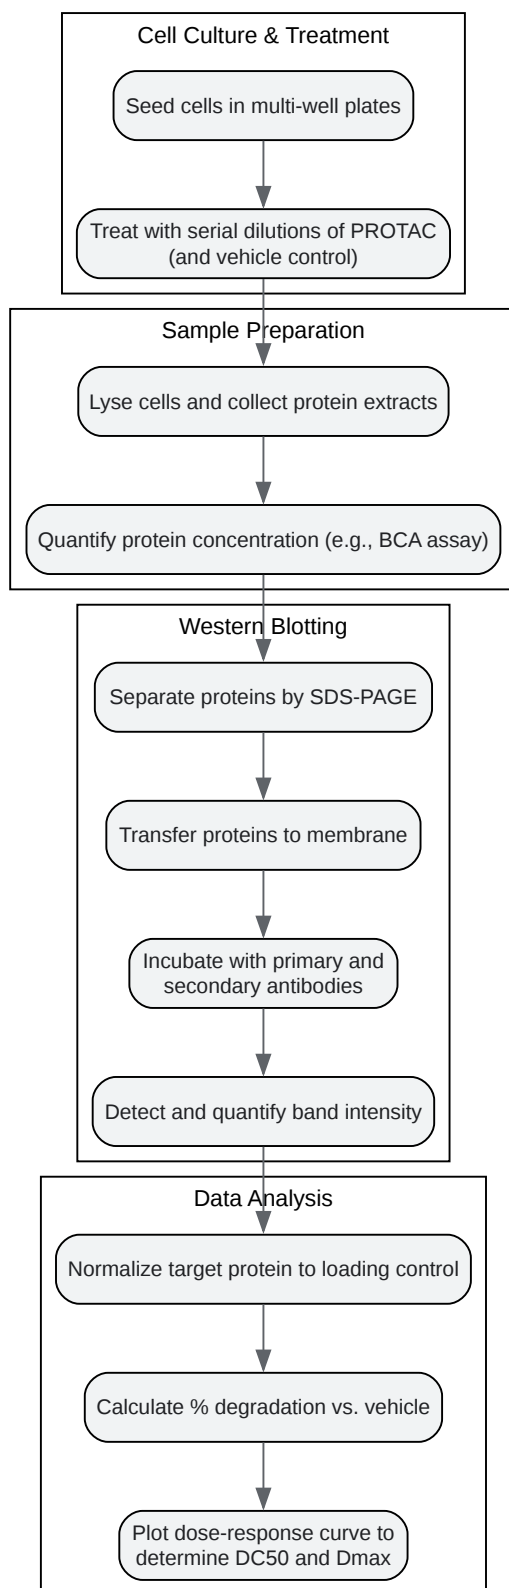 Cell Culture & Treatment
Seed cells in multi-well plates
Treat with serial dilutions of PROTAC
(and vehicle control)
Sample Preparation
Lyse cells and collect protein extracts
Quantify protein concentration (e.g., BCA assay)
Western Blotting
Separate proteins by SDS-PAGE
Transfer proteins to membrane
Incubate with primary and
secondary antibodies
Detect and quantify band intensity
Data Analysis
Normalize target protein to loading control
Calculate % degradation vs. vehicle
Plot dose-response curve to
determine DC50 and Dmax